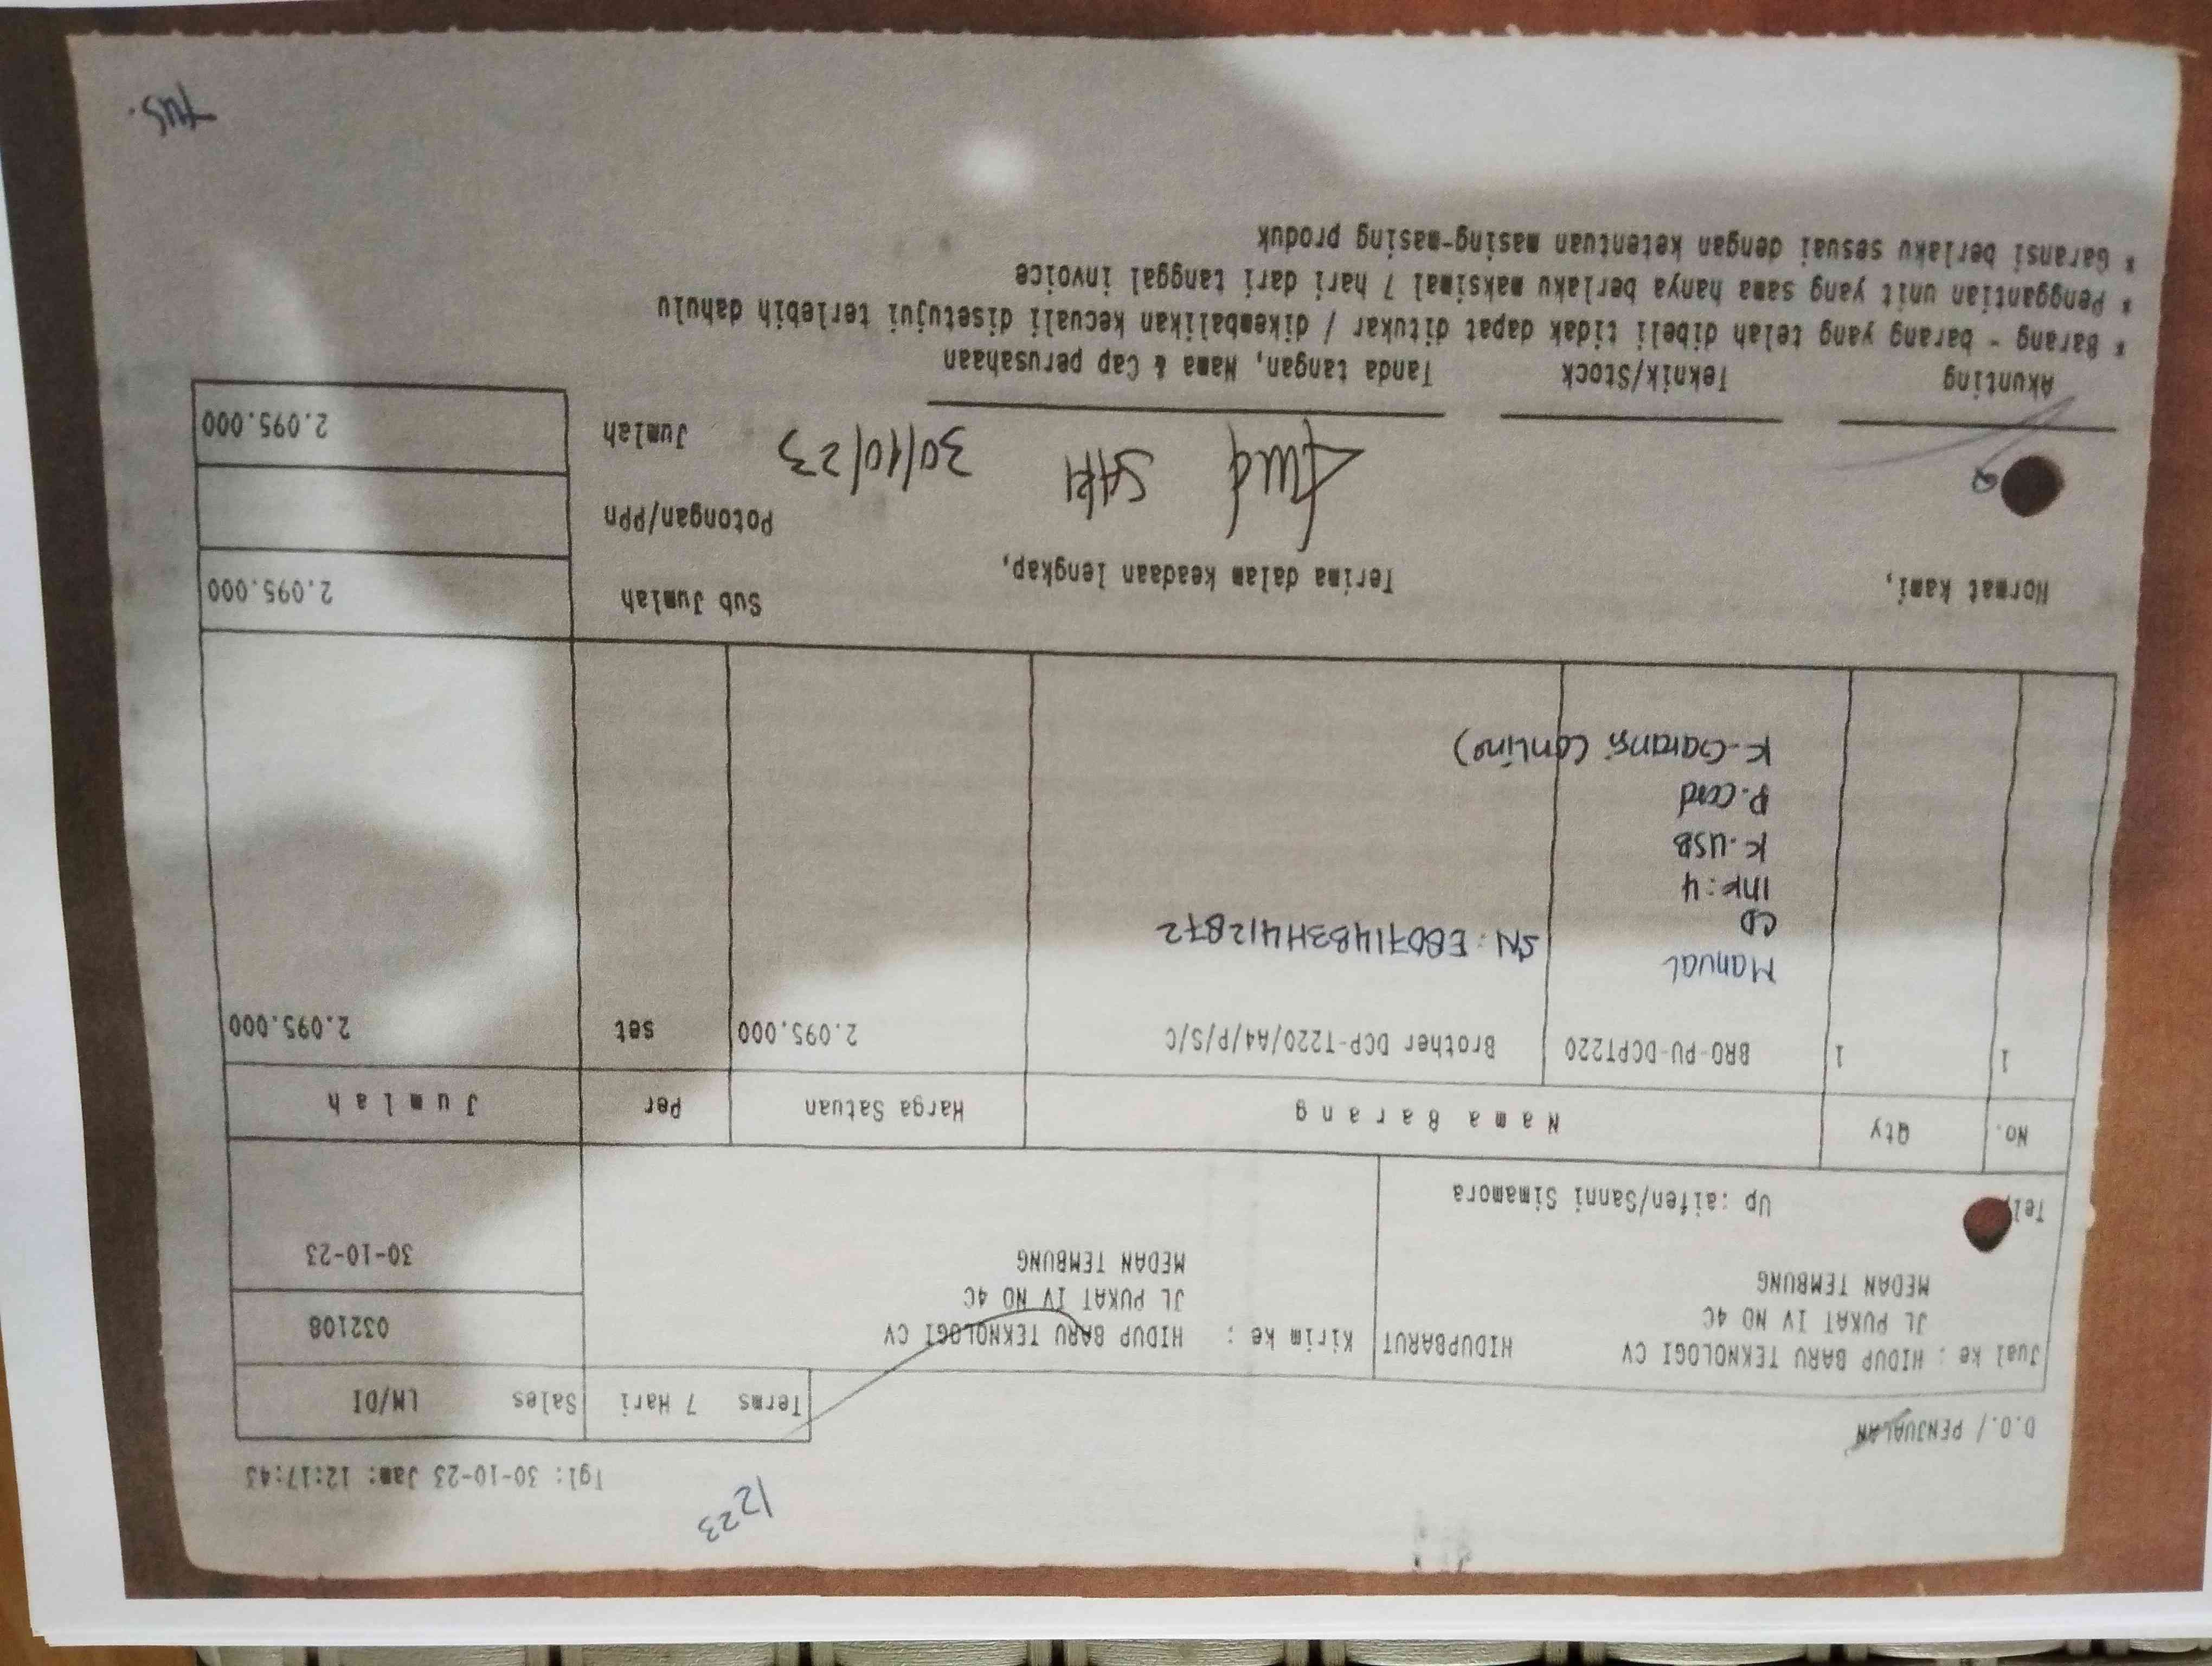 1223
Tgl: 30-10-23 Jam: 12:17:43
D.O./ PENJUALAN
Terms 7 Hari Sales LM/DI
Jual ke : HIDUP BARU TEKNOLOGI CV HIDUPBARUT
JL PUKAT IV NO 4C
MEDAN TEMBUNG
Tel
Up :aifen/Sanni Simamora
Kirim ke : HIDUP BARU TEKNOLOGI CV
JL PUKAT IV NO 4C
MEDAN TEMBUNG
032108
30-10-23
No. Qty Nama Barang Harga Satuan Per Jumlah
1 1 BRO-PU-DCPT220 Brother DCP-T220/A4/P/S/C 2.095.000 set 2.095.000
Manual SN: E80714B3H412872
CD
Ink: 4
K.USB
P.Cord
K-Garansi (online)
Hormat kami, Terima dalam keadaan lengkap, Sub Jumlah 2.095.000
Potongan/PPn
30/10/23
Jumlah 2.095.000
Akunting Teknik/Stock Tanda tangan, Nama & Cap perusahaan
* Barang - barang yang telah dibeli tidak dapat ditukar / dikembalikan kecuali disetujui terlebih dahulu
* Penggantian unit yang sama hanya berlaku maksimal 7 hari dari tanggal invoice
* Garansi berlaku sesuai dengan ketentuan masing-masing produk